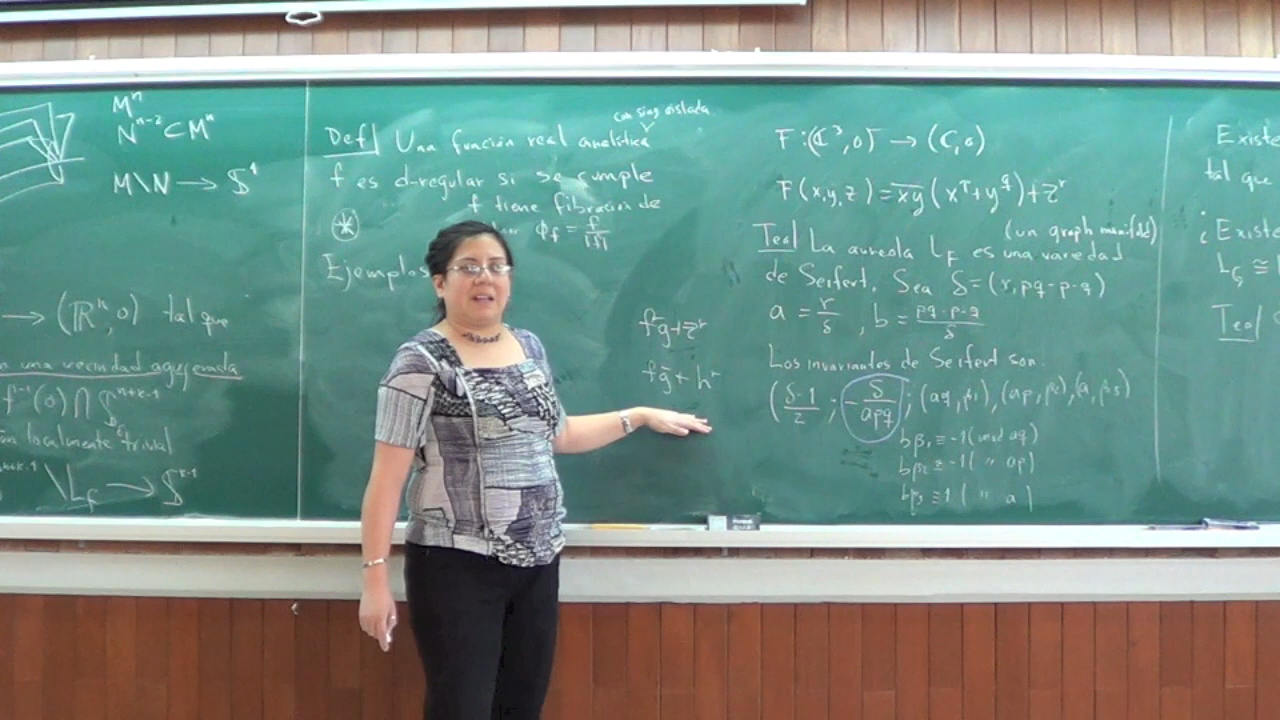 M^n
N^{n-2} ⊂ M^n
M\N → 𝕊^1
→ (ℝ^n, 0) tal que
una vecindad agujerada
f^{-1}(0) ∩ 𝕊
localmente trivial
\L_f → 𝕊^{k-1}
con sing aislada
Def| Una función real analítica
f es d-regular si se cumple
f tiene fibración de
Φ_f = f/|f|
Ejemplos
f\bar{g}+z^r
f\bar{g}+h^r
F:(ℂ^3,0) → (ℂ,0)
F(x,y,z) = \overline{xy}(x^p+y^q)+z^r
(un graph manifold)
Teo| La aureola L_F es una variedad
de Seifert. Sea δ=(r,pq-p-q)
a = r/δ, b = (pq-p-q)/δ
Los invariantes de Seifert son.
((δ-1)/2; -δ/(apq); (aq,β_1),(ap,β_2),(a,β_3)
bβ_1 ≡ -1 (mod aq)
bβ_2 ≡ -1 ( " ap)
bβ_3 ≡ 1 ( " a)
Existe
tal que
¿Existe
L_ς ≅
Teo|